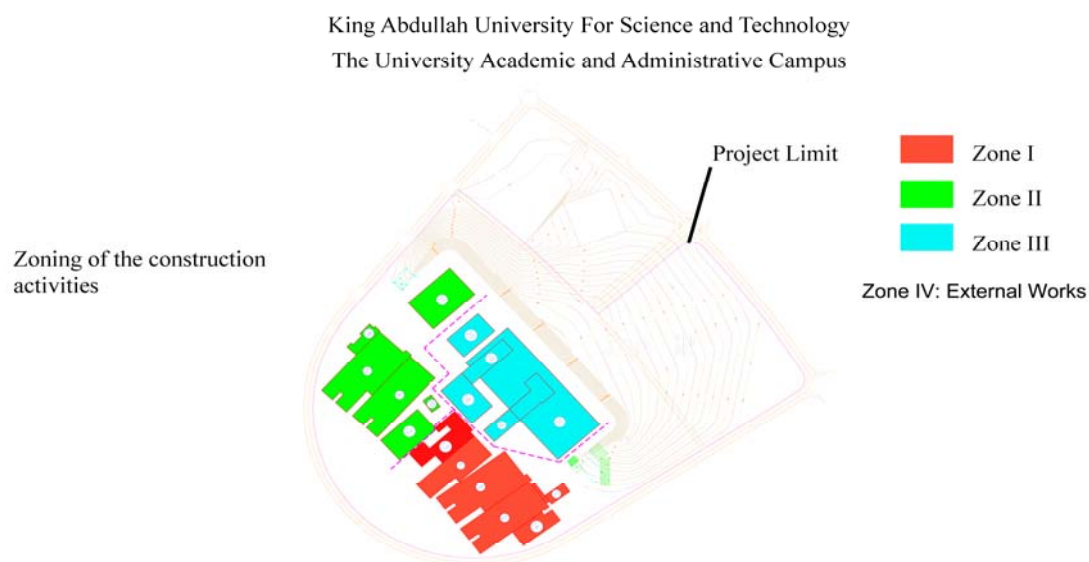 King Abdullah University For Science and Technology
The University Academic and Administrative Campus
Project Limit
Zone I
Zone II
Zone III
Zoning of the construction
activities
Zone IV: External Works